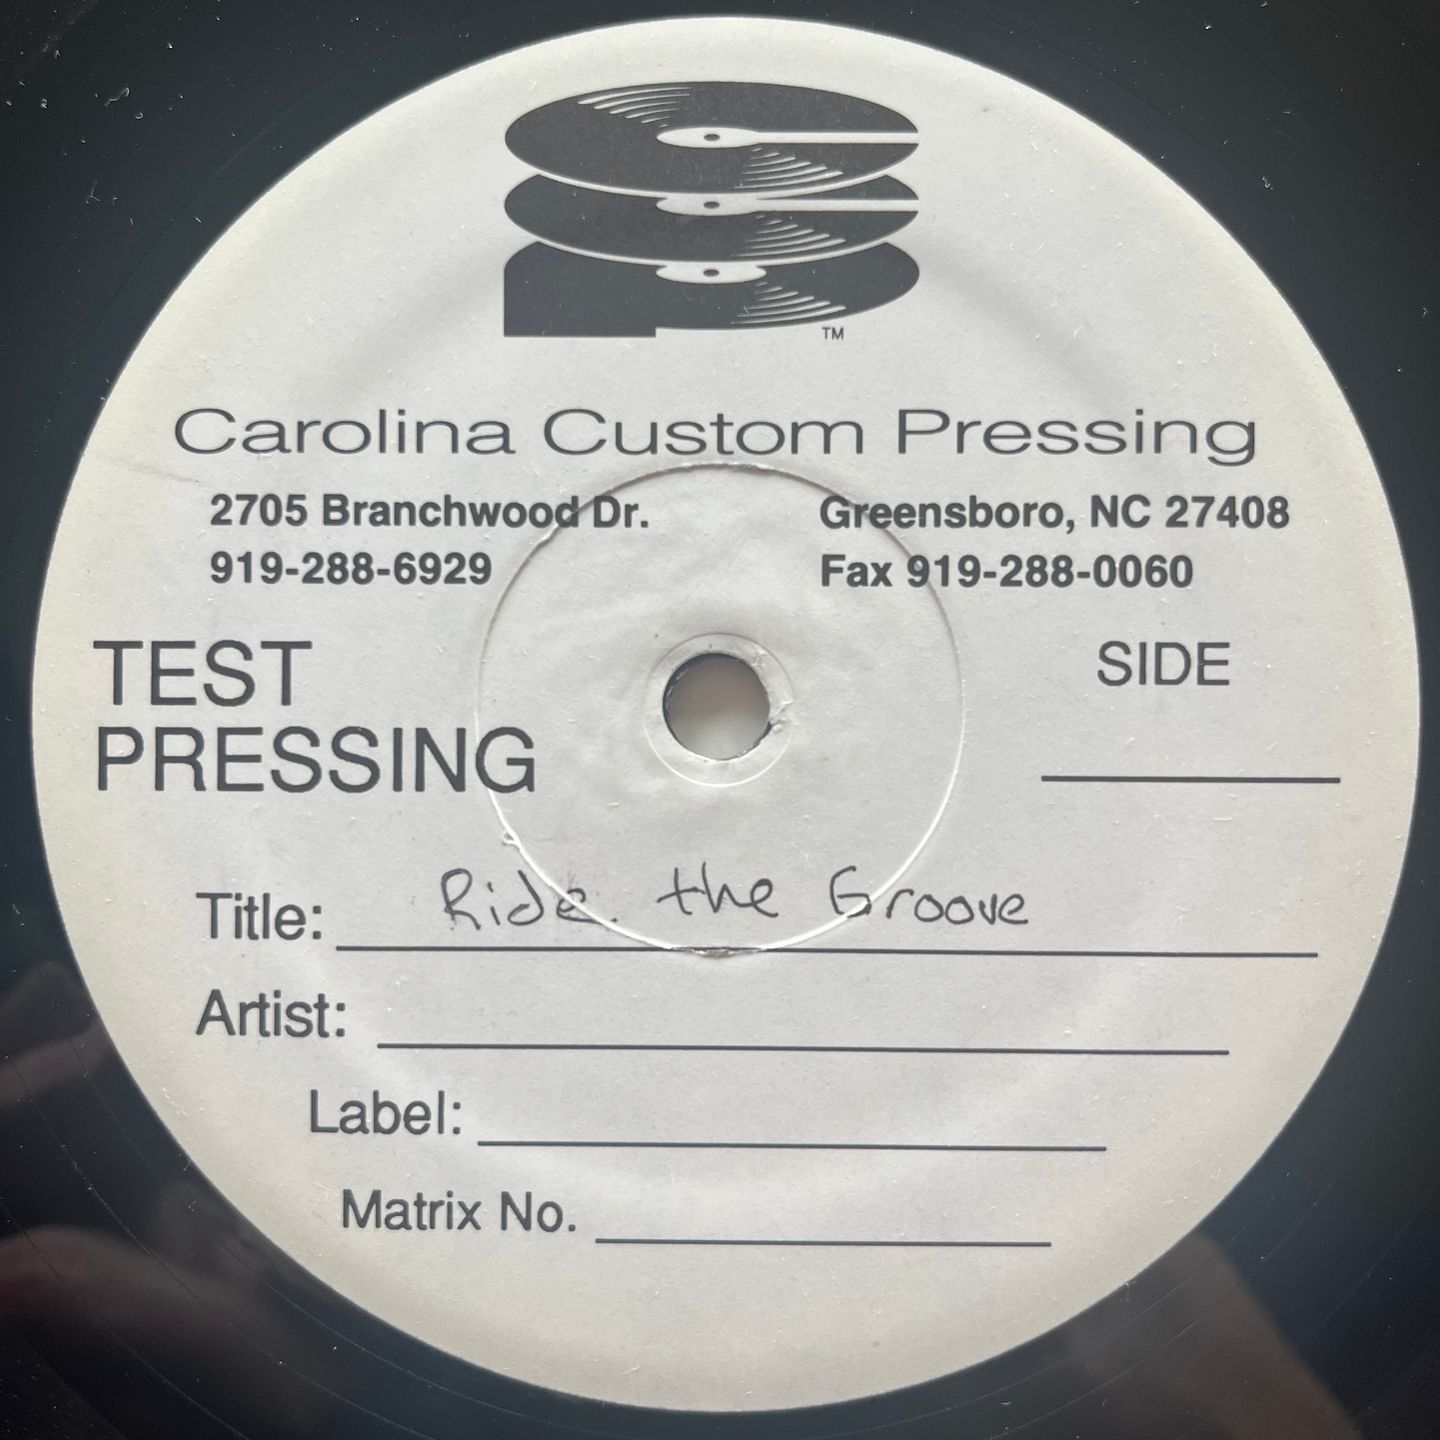 TM
Carolina Custom Pressing
2705 Branchwood Dr. Greensboro, NC 27408
919-288-6929 Fax 919-288-0060
TEST SIDE
PRESSING
Title: Ride the Groove
Artist:
Label:
Matrix No.